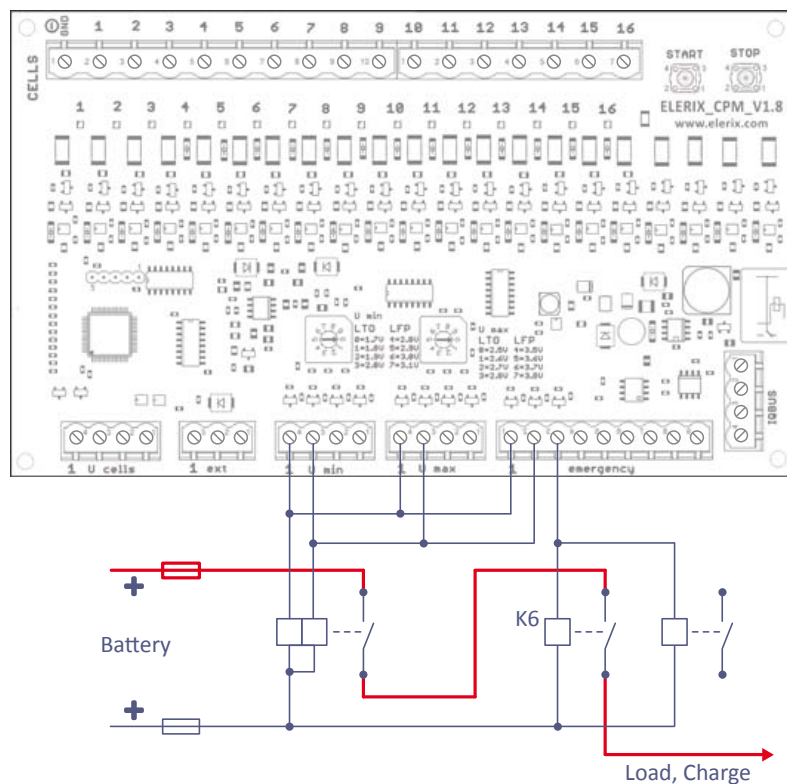 GND 1 2 3 4 5 6 7 8 9 10 11 12 13 14 15 16
CELLS
START STOP
1 2 3 4 5 6 7 8 9 10 11 12 13 14 15 16
ELERIX_CPM_V1.8
www.elerix.com
U min
LTO LFP
0=1.7V 4=2.8V
1=1.8V 5=2.9V
2=1.9V 6=3.0V
3=2.0V 7=3.1V
U max
LTO LFP
0=2.5V 4=3.5V
1=2.6V 5=3.6V
2=2.7V 6=3.7V
3=2.8V 7=3.8V
IQBUS
1 U cells
1 ext
1 U min
U max
1 emergency
+
Battery
K6
+
Load, Charge